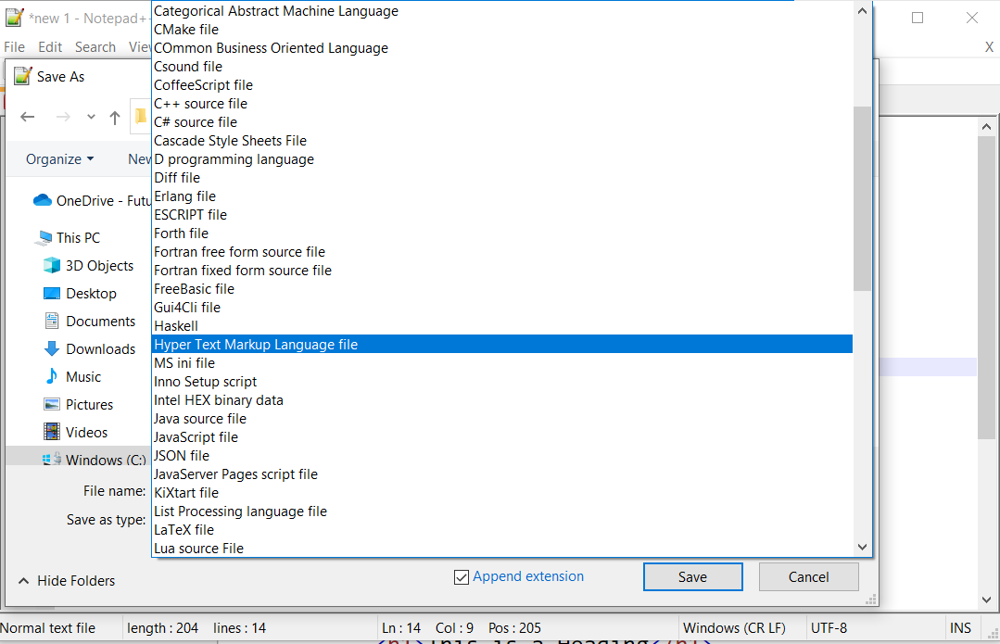 *new 1 - Notepad+
File Edit Search View
X
Save As
Organize
New
OneDrive - Futu
This PC
3D Objects
Desktop
Documents
Downloads
Music
Pictures
Videos
Windows (C:)
File name:
Save as type:
Categorical Abstract Machine Language
CMake file
COmmon Business Oriented Language
Csound file
CoffeeScript file
C++ source file
C# source file
Cascade Style Sheets File
D programming language
Diff file
Erlang file
ESCRIPT file
Forth file
Fortran free form source file
Fortran fixed form source file
FreeBasic file
Gui4Cli file
Haskell
Hyper Text Markup Language file
MS ini file
Inno Setup script
Intel HEX binary data
Java source file
JavaScript file
JSON file
JavaServer Pages script file
KiXtart file
List Processing language file
LaTeX file
Lua source File
Hide Folders
Append extension
Save
Cancel
Normal text file length : 204 lines : 14 Ln : 14 Col : 9 Pos : 205 Windows (CR LF) UTF-8 INS
<h1>This is a Heading</h1>